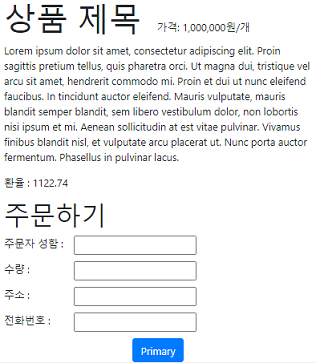 상품 제목 가격: 1,000,000원/개
Lorem ipsum dolor sit amet, consectetur adipiscing elit. Proin
sagittis pretium tellus, quis pharetra orci. Ut magna dui, tristique vel
arcu sit amet, hendrerit commodo mi. Proin et dui ut nunc eleifend
faucibus. In tincidunt auctor eleifend. Mauris vulputate, mauris
blandit semper blandit, sem libero vestibulum dolor, non lobortis
nisi ipsum et mi. Aenean sollicitudin at est vitae pulvinar. Vivamus
finibus blandit nisl, et vulputate arcu placerat ut. Nunc porta auctor
fermentum. Phasellus in pulvinar lacus.
환율 : 1122.74
주문하기
주문자 성함 :
수량 :
주소 :
전화번호 :
Primary